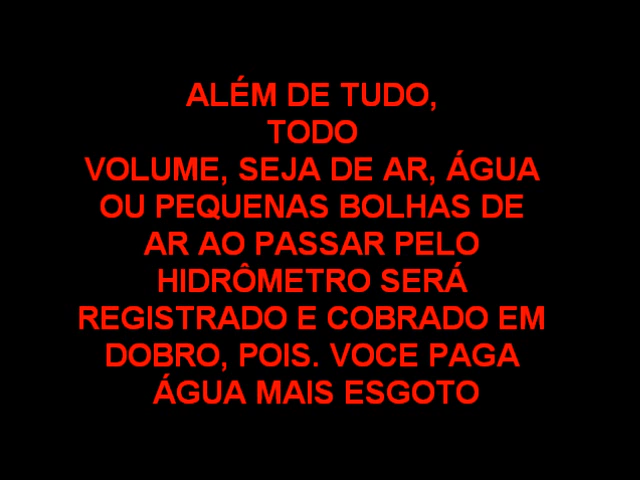 ALÉM DE TUDO,
TODO
VOLUME, SEJA DE AR, ÁGUA
OU PEQUENAS BOLHAS DE
AR AO PASSAR PELO
HIDRÔMETRO SERÁ
REGISTRADO E COBRADO EM
DOBRO, POIS. VOCE PAGA
ÁGUA MAIS ESGOTO